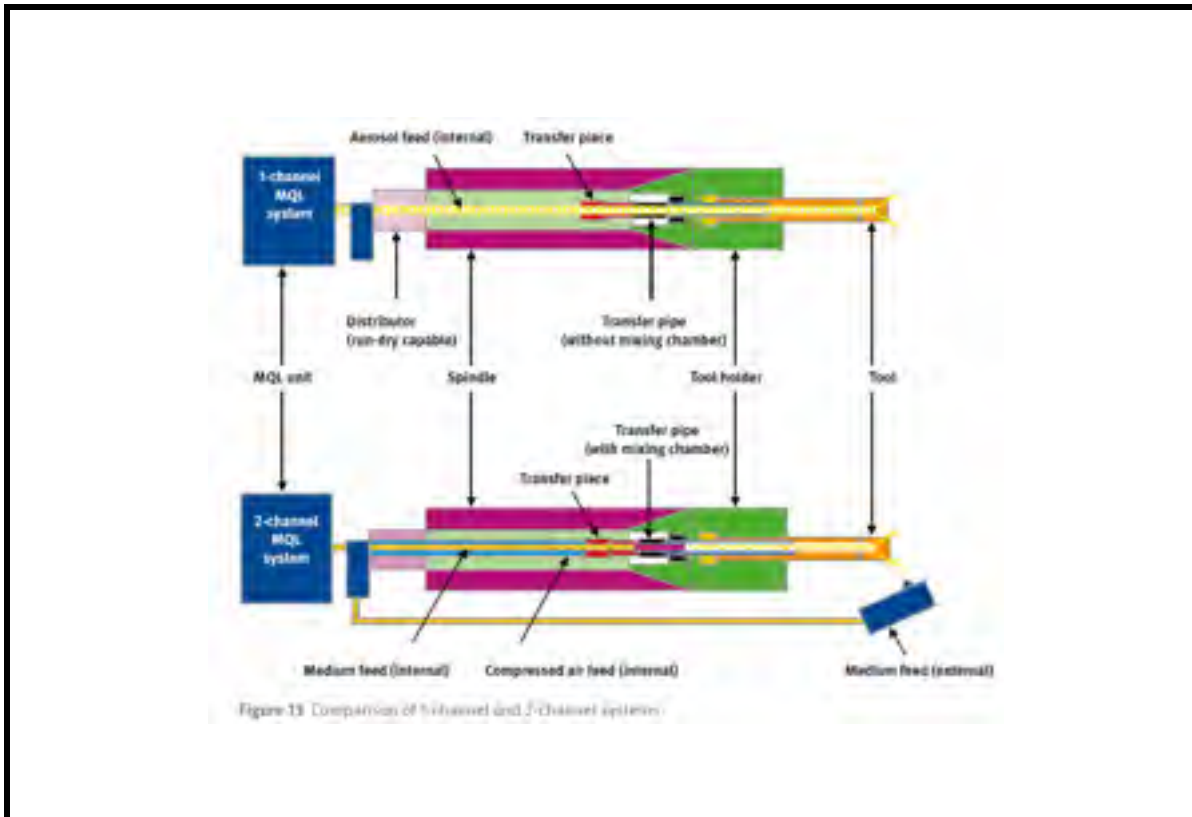 Aerosol feed (internal) Transfer piece
1-channel
MQL
system
Distributor
(run-dry capable)
Transfer pipe
(without mixing chamber)
MQL unit Spindle Tool holder Tool
Transfer pipe
(with mixing chamber)
Transfer piece
2-channel
MQL
system
Medium feed (internal) Compressed air feed (internal) Medium feed (external)
Figure 13 Comparison of 1-channel and 2-channel systems